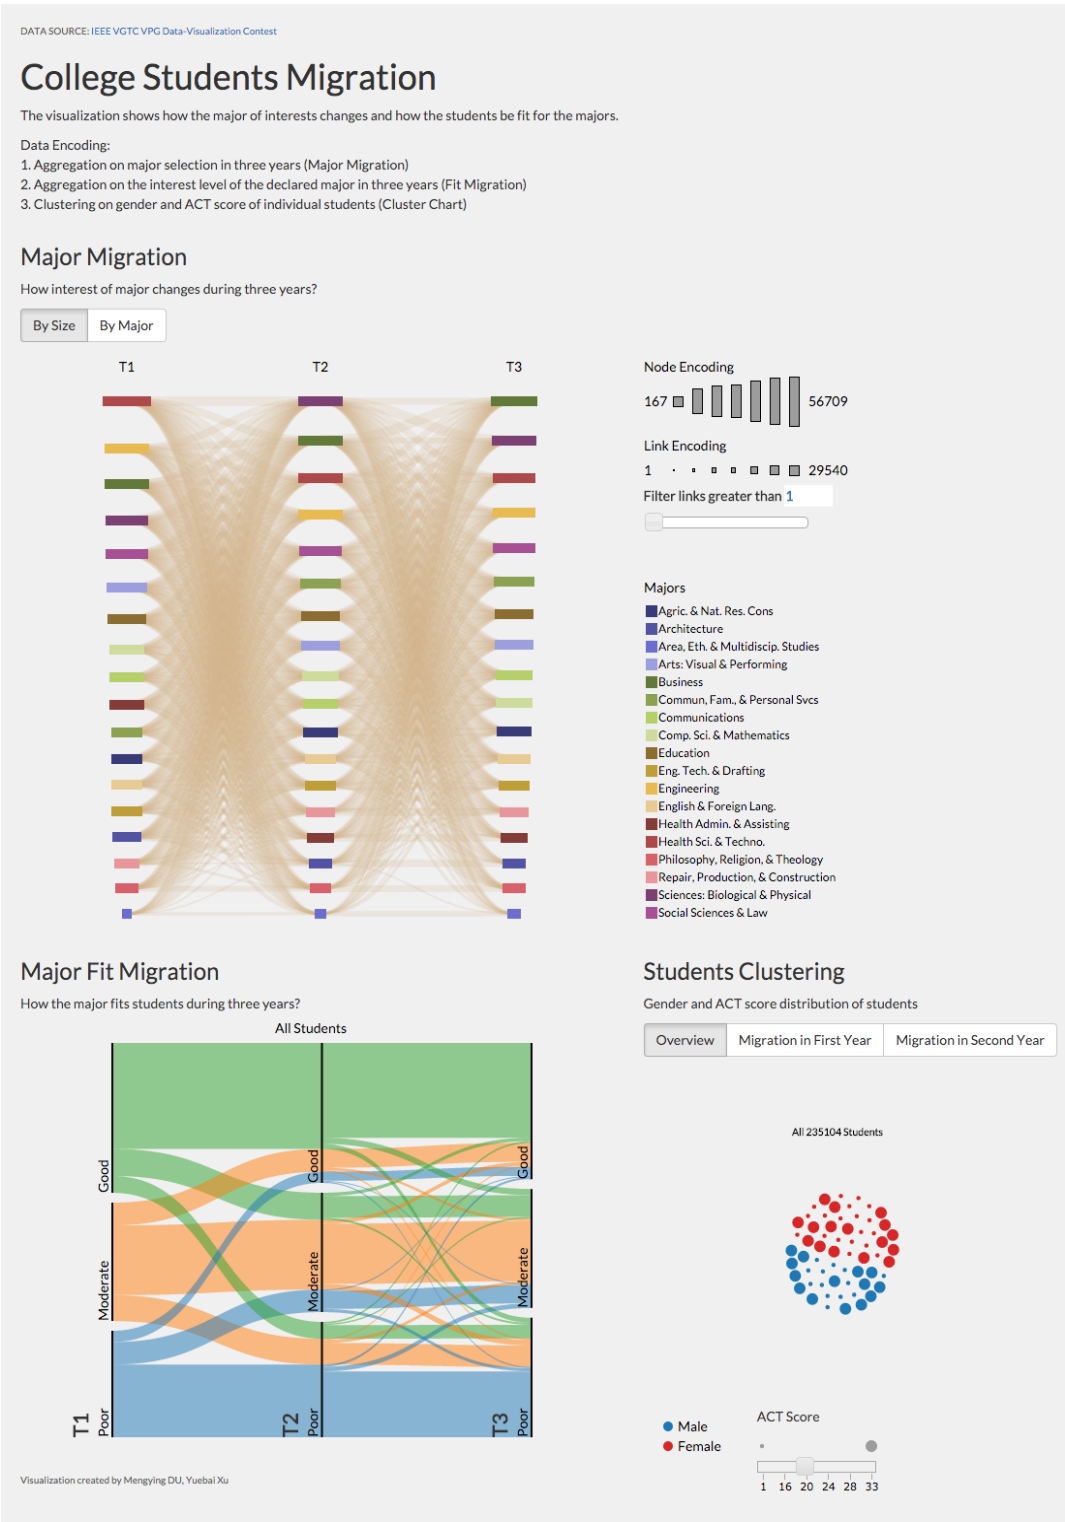 DATA SOURCE: IEEE VGTC VPG Data-Visualization Contest
College Students Migration
The visualization shows how the major of interests changes and how the students be fit for the majors.
Data Encoding:
1. Aggregation on major selection in three years (Major Migration)
2. Aggregation on the interest level of the declared major in three years (Fit Migration)
3. Clustering on gender and ACT score of individual students (Cluster Chart)
Major Migration
How interest of major changes during three years?
By Size By Major
T1 T2 T3
Node Encoding
167 56709
Link Encoding
1 29540
Filter links greater than 1
Majors
Agric. & Nat. Res. Cons
Architecture
Area, Eth. & Multidiscip. Studies
Arts: Visual & Performing
Business
Commun, Fam., & Personal Svcs
Communications
Comp. Sci. & Mathematics
Education
Eng. Tech. & Drafting
Engineering
English & Foreign Lang.
Health Admin. & Assisting
Health Sci. & Techno.
Philosophy, Religion, & Theology
Repair, Production, & Construction
Sciences: Biological & Physical
Social Sciences & Law
Major Fit Migration
How the major fits students during three years?
All Students
Good Good Good
Moderate Moderate Moderate
T1 Poor T2 Poor T3 Poor
Students Clustering
Gender and ACT score distribution of students
Overview Migration in First Year Migration in Second Year
All 235104 Students
Male
Female
ACT Score
1 16 20 24 28 33
Visualization created by Mengying DU, Yuebai Xu